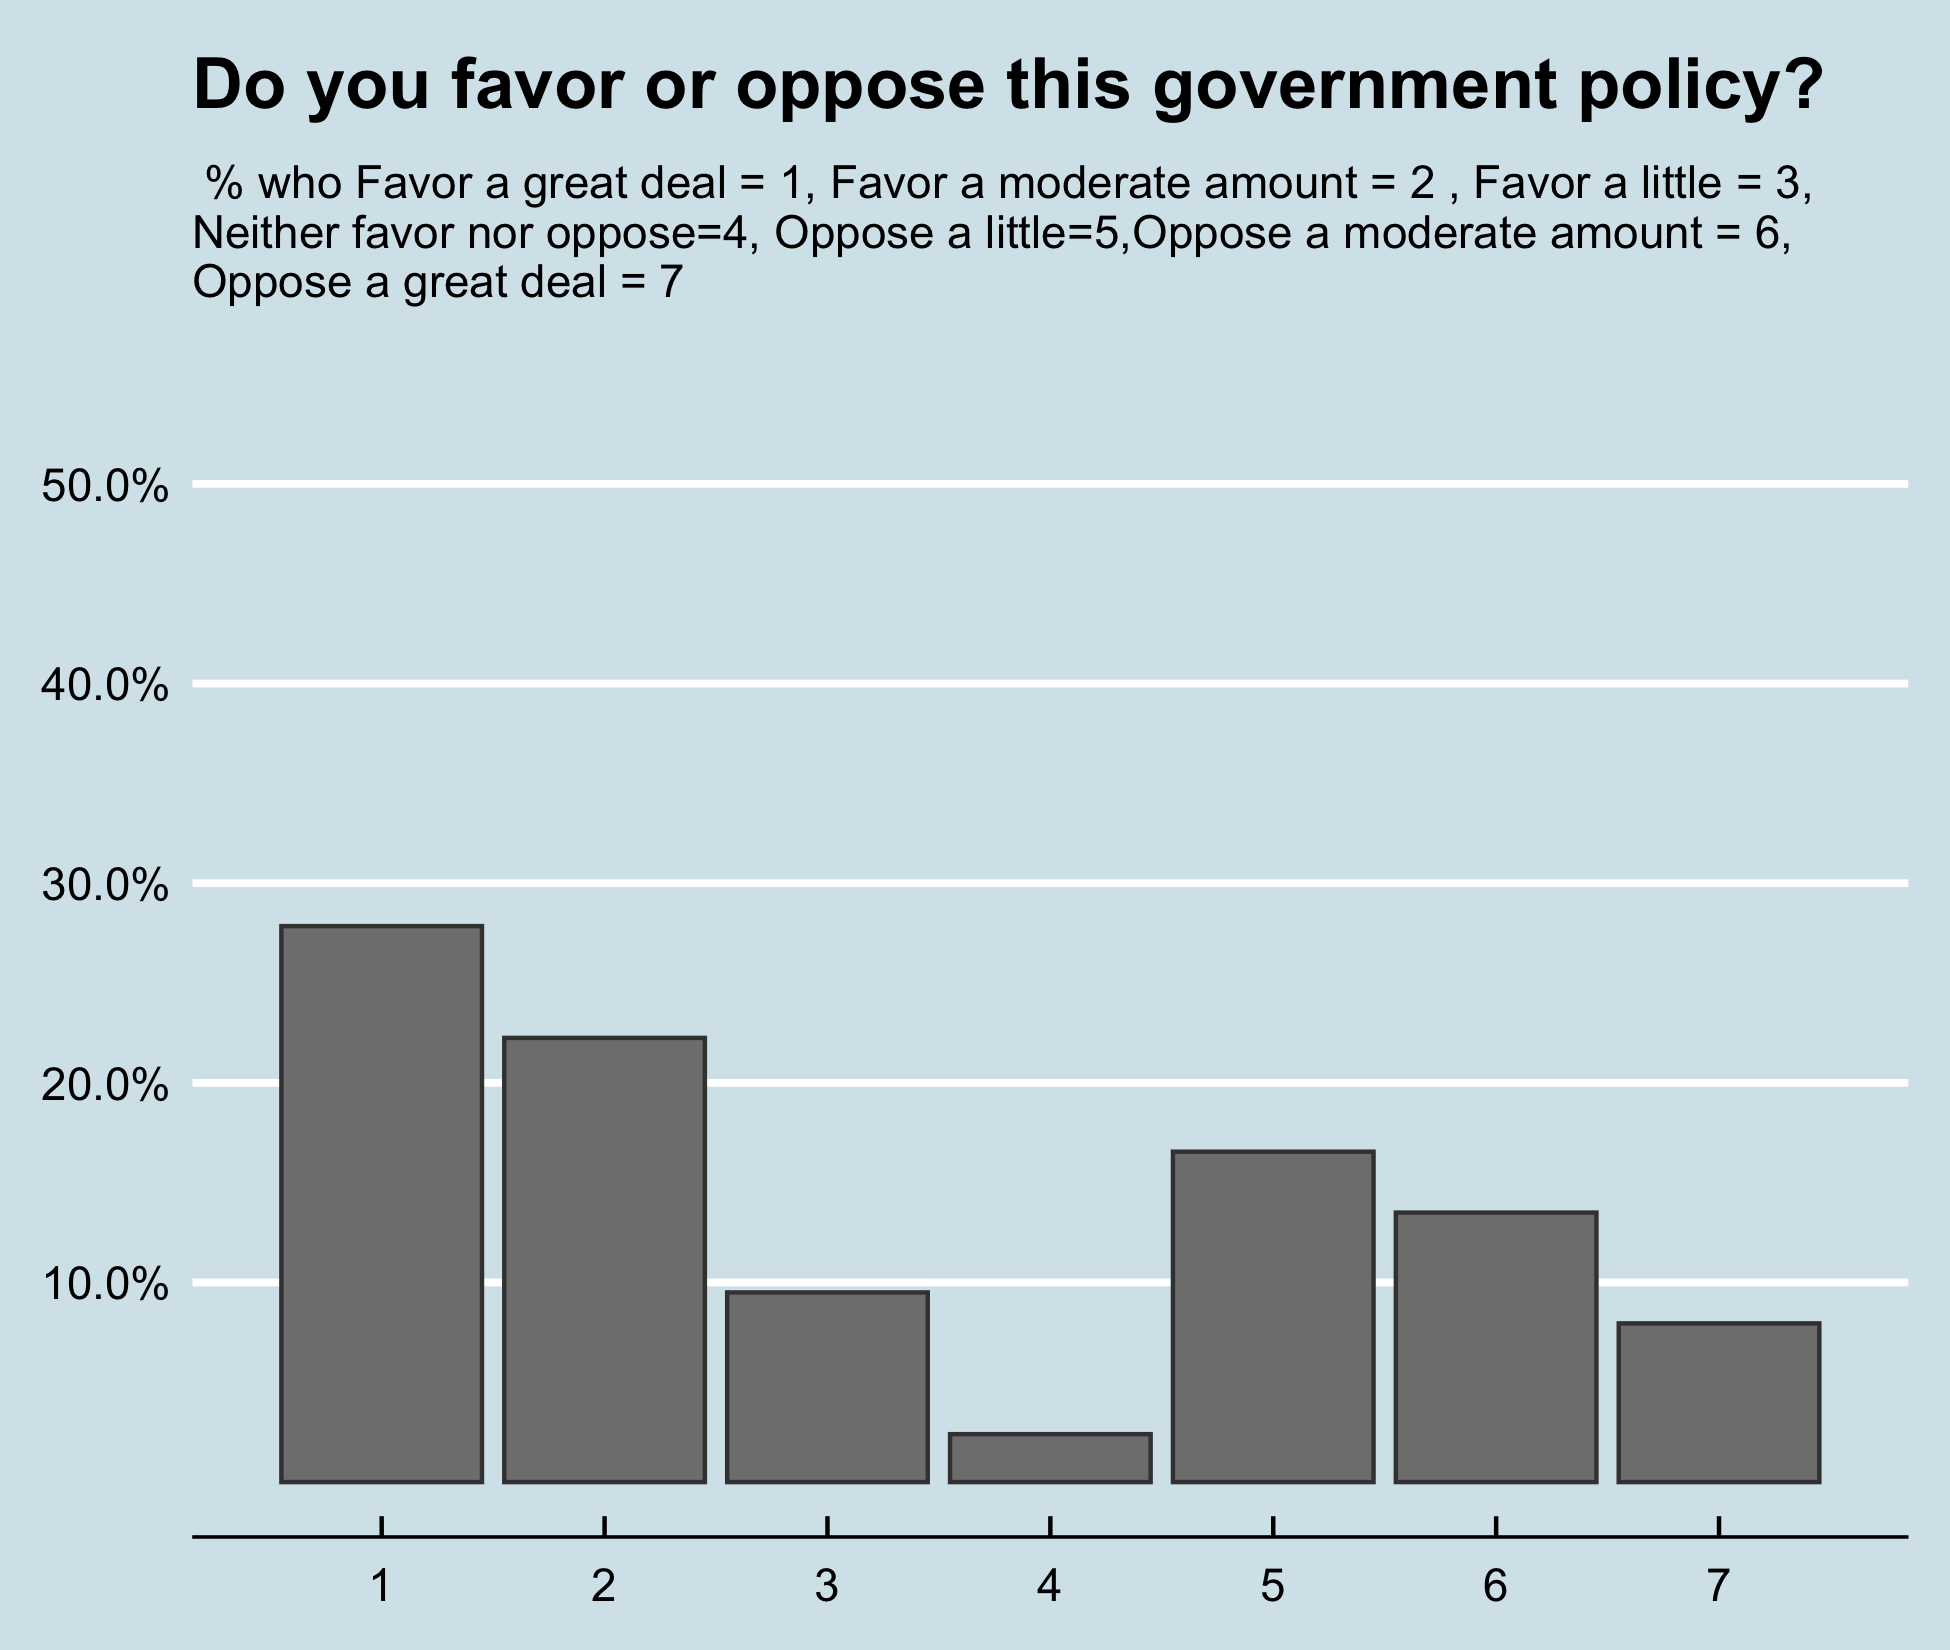 Do you favor or oppose this government policy?
% who Favor a great deal = 1, Favor a moderate amount = 2 , Favor a little = 3,
Neither favor nor oppose=4, Oppose a little=5,Oppose a moderate amount = 6,
Oppose a great deal = 7
50.0%
40.0%
30.0%
20.0%
10.0%
1 2 3 4 5 6 7